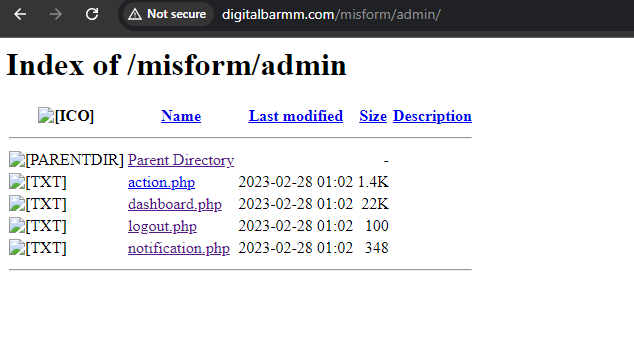 Not secure digitalbarmm.com/misform/admin/
Index of /misform/admin
[ICO] Name Last modified Size Description
[PARENTDIR] Parent Directory -
[TXT] action.php 2023-02-28 01:02 1.4K
[TXT] dashboard.php 2023-02-28 01:02 22K
[TXT] logout.php 2023-02-28 01:02 100
[TXT] notification.php 2023-02-28 01:02 348